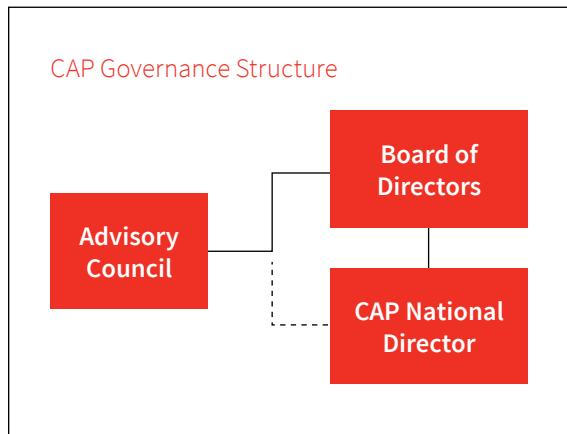 CAP Governance Structure
Board of
Directors
Advisory
Council
CAP National
Director